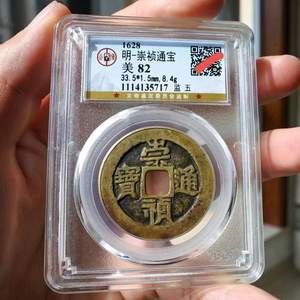 1628
明-崇祯通宝
美 82
33.5*1.5mm,8.4g
1114135717 监 五
崇
寶 通
禎